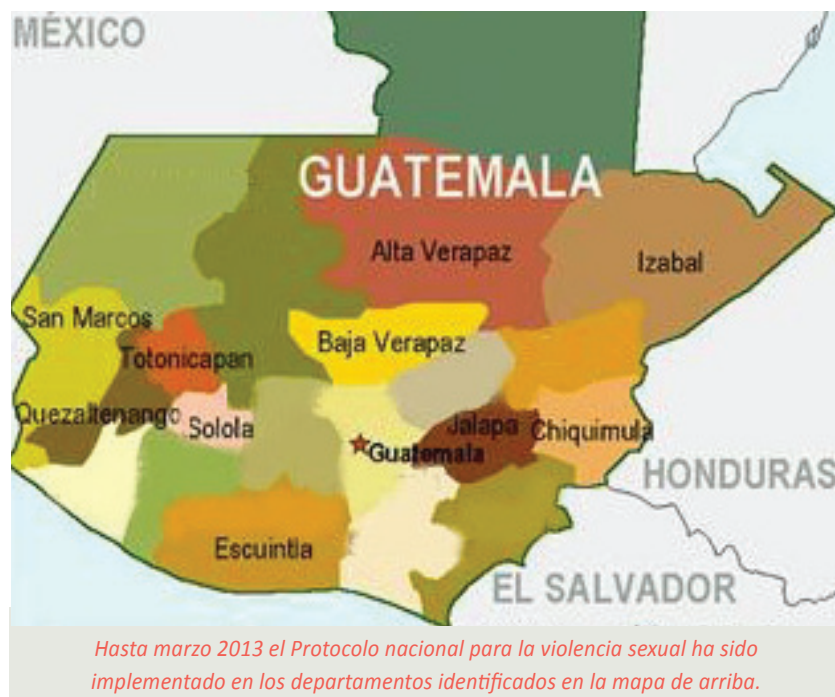 MÉXICO
GUATEMALA
Alta Verapaz
Izabal
San Marcos
Baja Verapaz
Totonicapan
Quezaltenango
Solola
Jalapa
Chiquimula
Guatemala
HONDURAS
Escuintla
EL SALVADOR
Hasta marzo 2013 el Protocolo nacional para la violencia sexual ha sido
implementado en los departamentos identificados en la mapa de arriba.